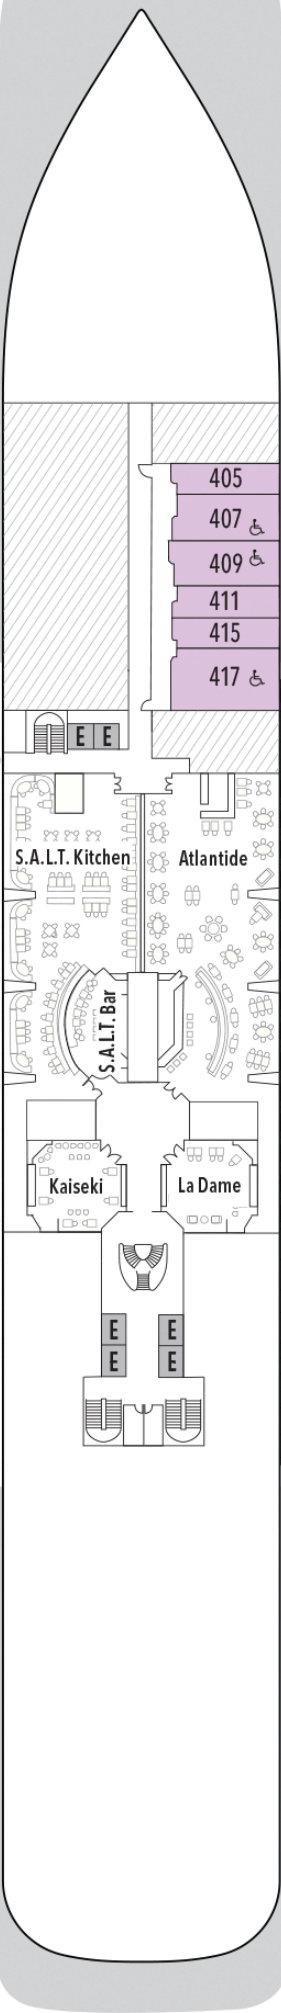 405
407
409
411
415
417
E E
S.A.L.T. Kitchen
Atlantide
S.A.L.T. Bar
Kaiseki
La Dame
E E
E E